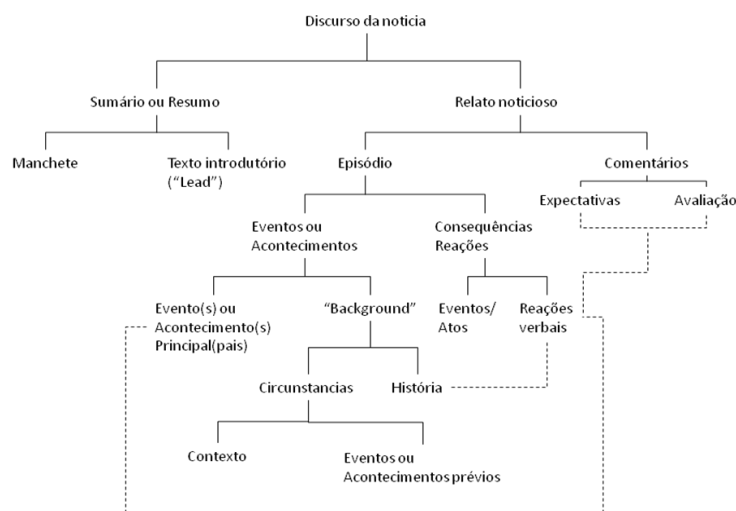 Discurso da noticia
Sumário ou Resumo
Relato noticioso
Manchete
Texto introdutório
(“Lead”)
Episódio
Comentários
Expectativas
Avaliação
Eventos ou
Acontecimentos
Consequências
Reações
Evento(s) ou
Acontecimento(s)
Principal(pais)
“Background”
Eventos/
Atos
Reações
verbais
Circunstancias
História
Contexto
Eventos ou
Acontecimentos prévios